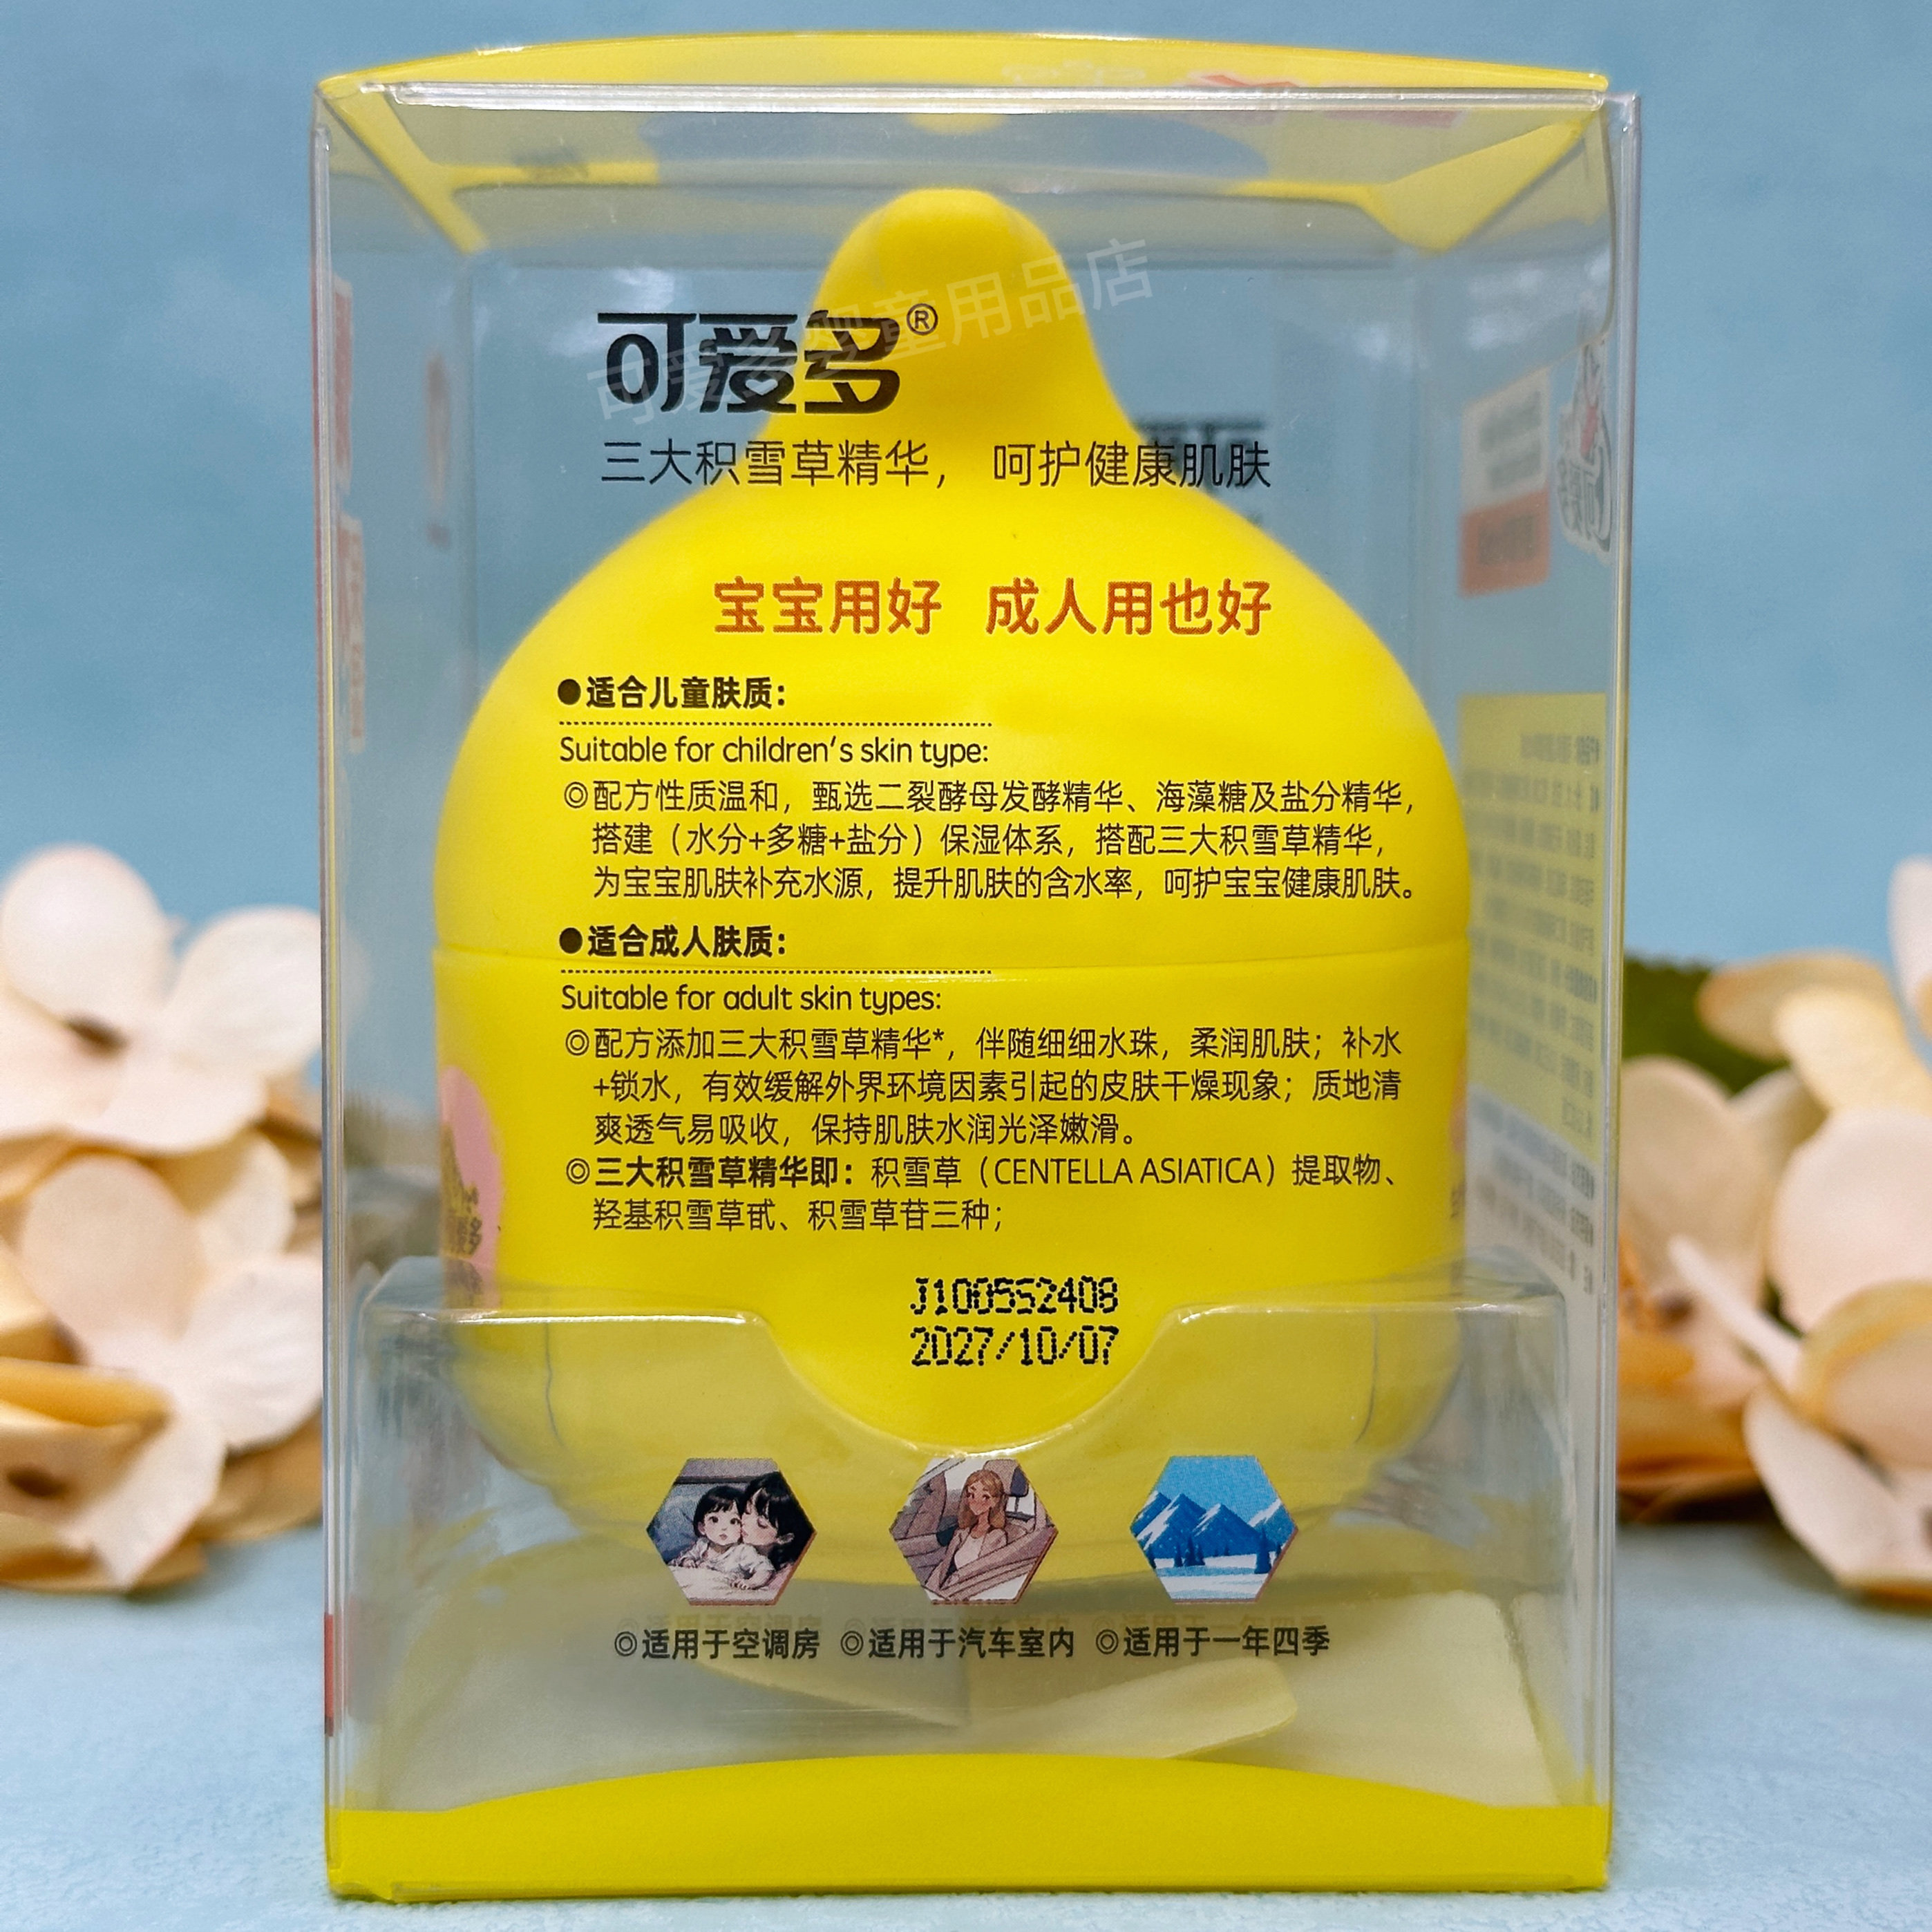 可爱多®
可爱多婴童用品店
三大积雪草精华， 呵护健康肌肤
宝宝用好 成人用也好
●适合儿童肤质：
Suitable for children's skin type:
◎配方性质温和，甄选二裂酵母发酵精华、海藻糖及盐分精华，
搭建（水分+多糖+盐分）保湿体系，搭配三大积雪草精华，
为宝宝肌肤补充水源，提升肌肤的含水率，呵护宝宝健康肌肤。
●适合成人肤质：
Suitable for adult skin types:
◎配方添加三大积雪草精华*，伴随细细水珠，柔润肌肤；补水
+锁水，有效缓解外界环境因素引起的皮肤干燥现象；质地清
爽透气易吸收，保持肌肤水润光泽嫩滑。
◎三大积雪草精华即：积雪草（CENTELLA ASIATICA）提取物、
羟基积雪草甙、积雪草苷三种；
J100552408
2027/10/07
◎适用于空调房 ◎适用于汽车室内 ◎适用于一年四季